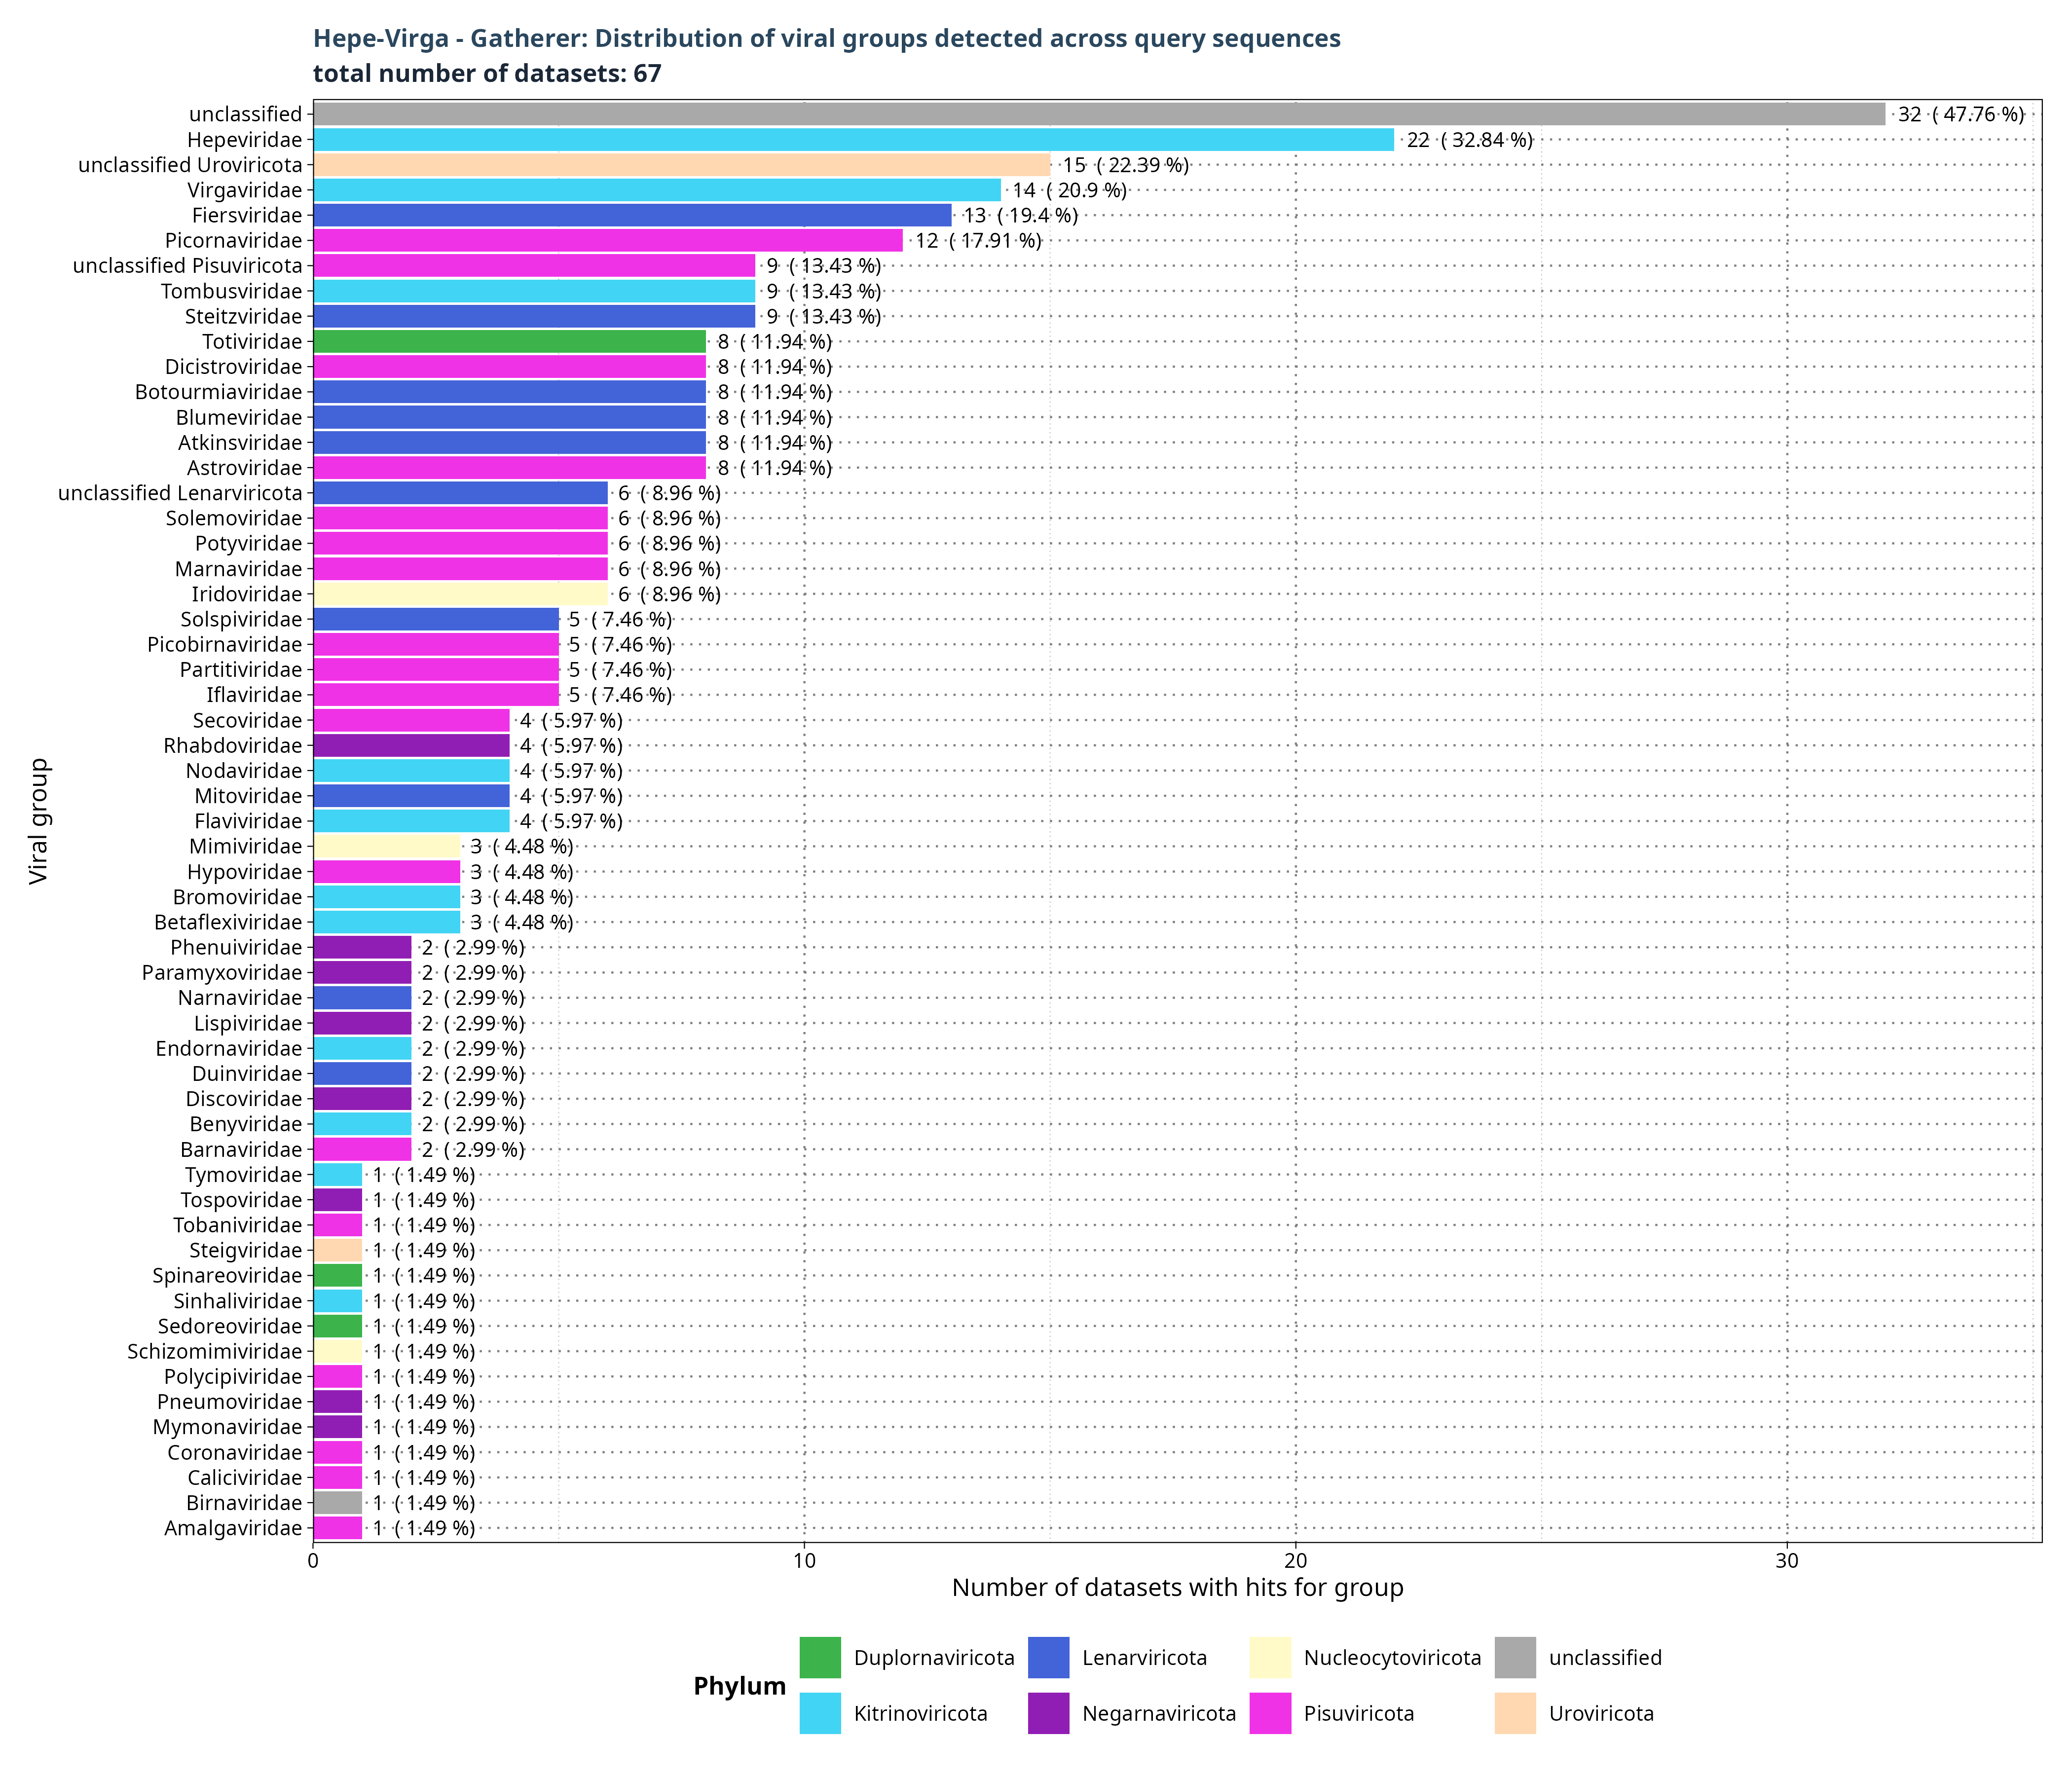 Hepe-Virga - Gatherer: Distribution of viral groups detected across query sequences
total number of datasets: 67
unclassified 32 ( 47.76 %)
Hepeviridae 22 ( 32.84 %)
unclassified Uroviricota 15 ( 22.39 %)
Virgaviridae 14 ( 20.9 %)
Fiersviridae 13 ( 19.4 %)
Picornaviridae 12 ( 17.91 %)
unclassified Pisuviricota 9 ( 13.43 %)
Tombusviridae 9 ( 13.43 %)
Steitzviridae 9 ( 13.43 %)
Totiviridae 8 ( 11.94 %)
Dicistroviridae 8 ( 11.94 %)
Botourmiaviridae 8 ( 11.94 %)
Blumeviridae 8 ( 11.94 %)
Atkinsviridae 8 ( 11.94 %)
Astroviridae 8 ( 11.94 %)
unclassified Lenarviricota 6 ( 8.96 %)
Solemoviridae 6 ( 8.96 %)
Potyviridae 6 ( 8.96 %)
Marnaviridae 6 ( 8.96 %)
Iridoviridae 6 ( 8.96 %)
Solspiviridae 5 ( 7.46 %)
Picobirnaviridae 5 ( 7.46 %)
Partitiviridae 5 ( 7.46 %)
Iflaviridae 5 ( 7.46 %)
Secoviridae 4 ( 5.97 %)
Rhabdoviridae 4 ( 5.97 %)
Nodaviridae 4 ( 5.97 %)
Mitoviridae 4 ( 5.97 %)
Flaviviridae 4 ( 5.97 %)
Mimiviridae 3 ( 4.48 %)
Hypoviridae 3 ( 4.48 %)
Bromoviridae 3 ( 4.48 %)
Betaflexiviridae 3 ( 4.48 %)
Phenuiviridae 2 ( 2.99 %)
Paramyxoviridae 2 ( 2.99 %)
Narnaviridae 2 ( 2.99 %)
Lispiviridae 2 ( 2.99 %)
Endornaviridae 2 ( 2.99 %)
Duinviridae 2 ( 2.99 %)
Discoviridae 2 ( 2.99 %)
Benyviridae 2 ( 2.99 %)
Barnaviridae 2 ( 2.99 %)
Tymoviridae 1 ( 1.49 %)
Tospoviridae 1 ( 1.49 %)
Tobaniviridae 1 ( 1.49 %)
Steigviridae 1 ( 1.49 %)
Spinareoviridae 1 ( 1.49 %)
Sinhaliviridae 1 ( 1.49 %)
Sedoreoviridae 1 ( 1.49 %)
Schizomimiviridae 1 ( 1.49 %)
Polycipiviridae 1 ( 1.49 %)
Pneumoviridae 1 ( 1.49 %)
Mymonaviridae 1 ( 1.49 %)
Coronaviridae 1 ( 1.49 %)
Caliciviridae 1 ( 1.49 %)
Birnaviridae 1 ( 1.49 %)
Amalgaviridae 1 ( 1.49 %)
Viral group
0 10 20 30
Number of datasets with hits for group
Phylum
Duplornaviricota Lenarviricota Nucleocytoviricota unclassified
Kitrinoviricota Negarnaviricota Pisuviricota Uroviricota